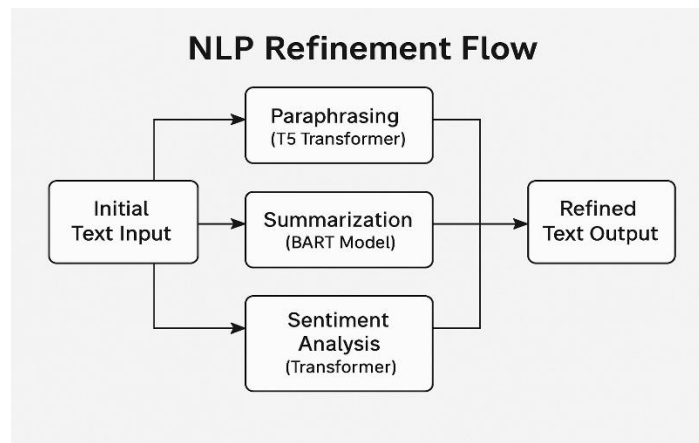 NLP Refinement Flow
Paraphrasing
(T5 Transformer)
Initial
Text Input
Summarization
(BART Model)
Refined
Text Output
Sentiment
Analysis
(Transformer)